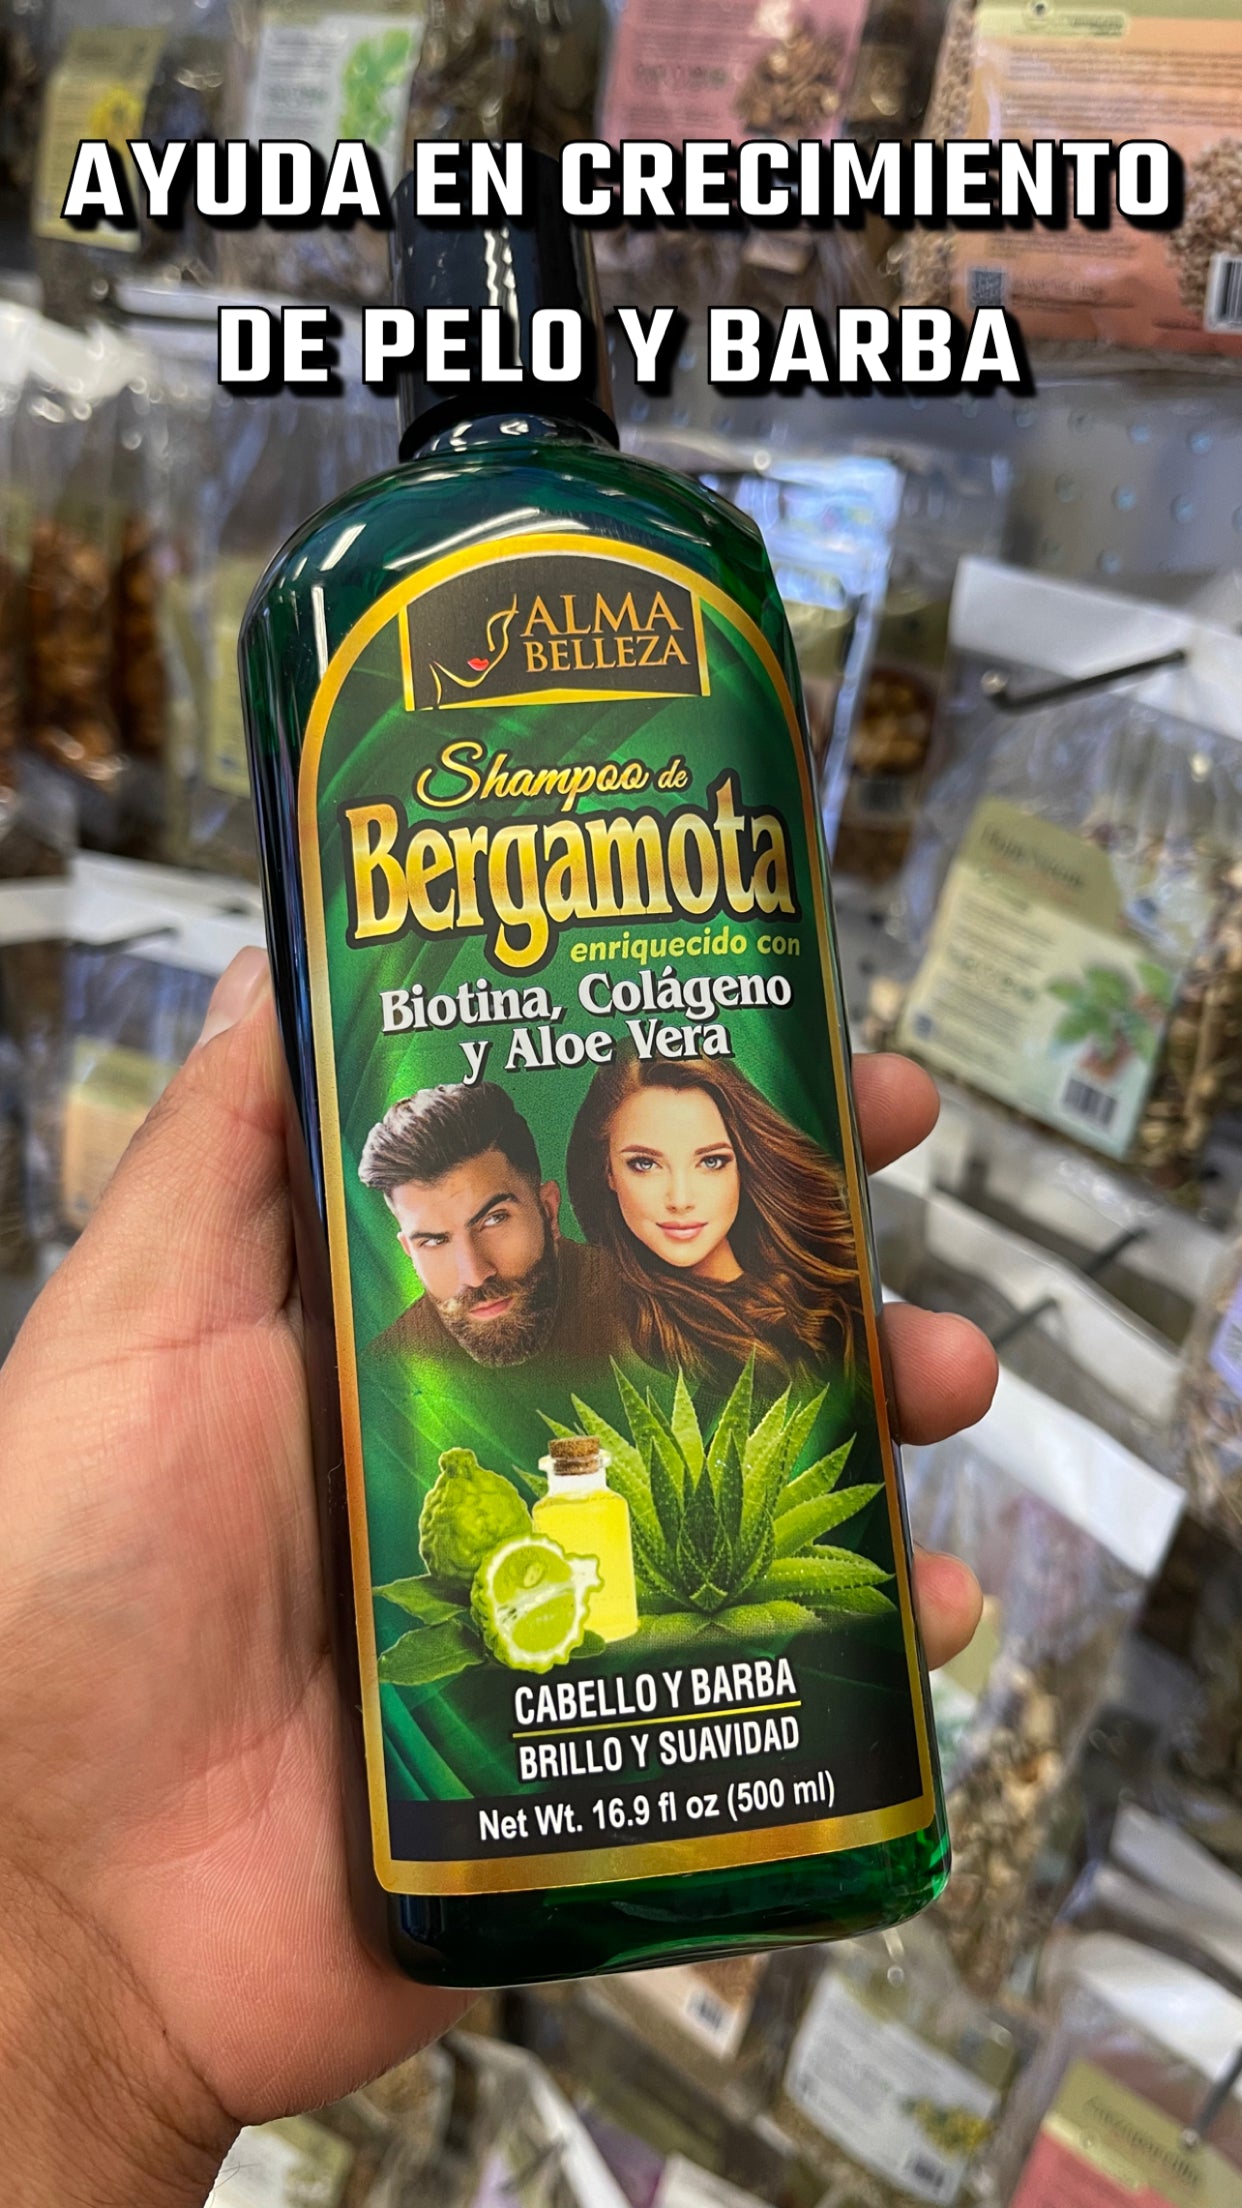 AYUDA EN CRECIMIENTO
DE PELO Y BARBA
ALMA
BELLEZA
Shampoo de
Bergamota
enriquecido con
Biotina, Colágeno
y Aloe Vera
CABELLO Y BARBA
BRILLO Y SUAVIDAD
Net Wt. 16.9 fl oz (500 ml)